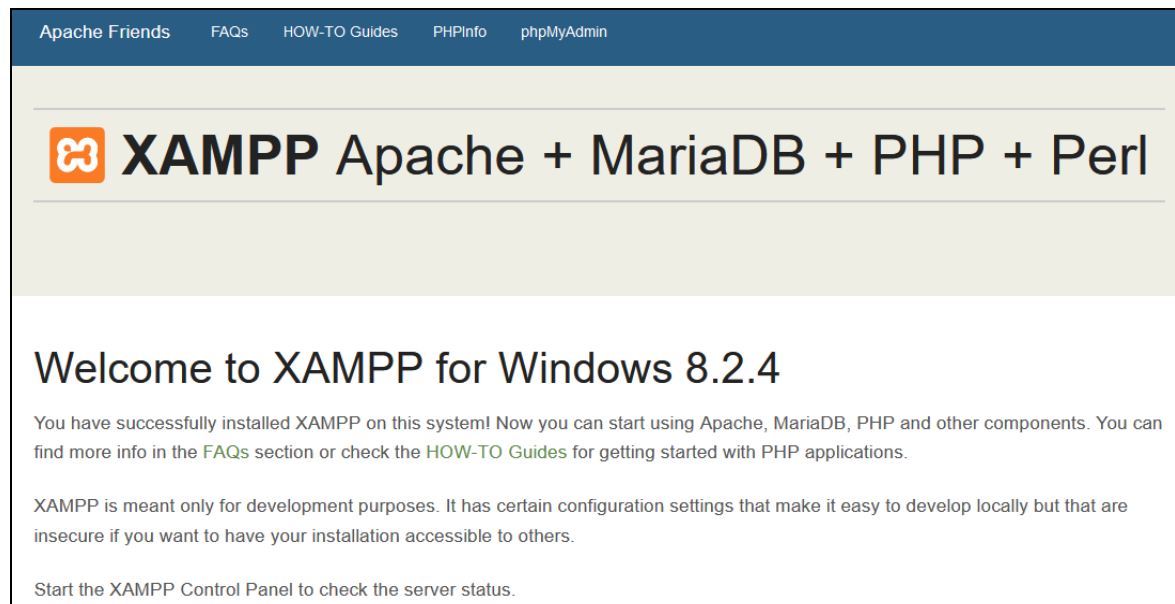 Apache Friends FAQs HOW-TO Guides PHPInfo phpMyAdmin
XAMPP Apache + MariaDB + PHP + Perl
Welcome to XAMPP for Windows 8.2.4
You have successfully installed XAMPP on this system! Now you can start using Apache, MariaDB, PHP and other components. You can
find more info in the FAQs section or check the HOW-TO Guides for getting started with PHP applications.
XAMPP is meant only for development purposes. It has certain configuration settings that make it easy to develop locally but that are
insecure if you want to have your installation accessible to others.
Start the XAMPP Control Panel to check the server status.